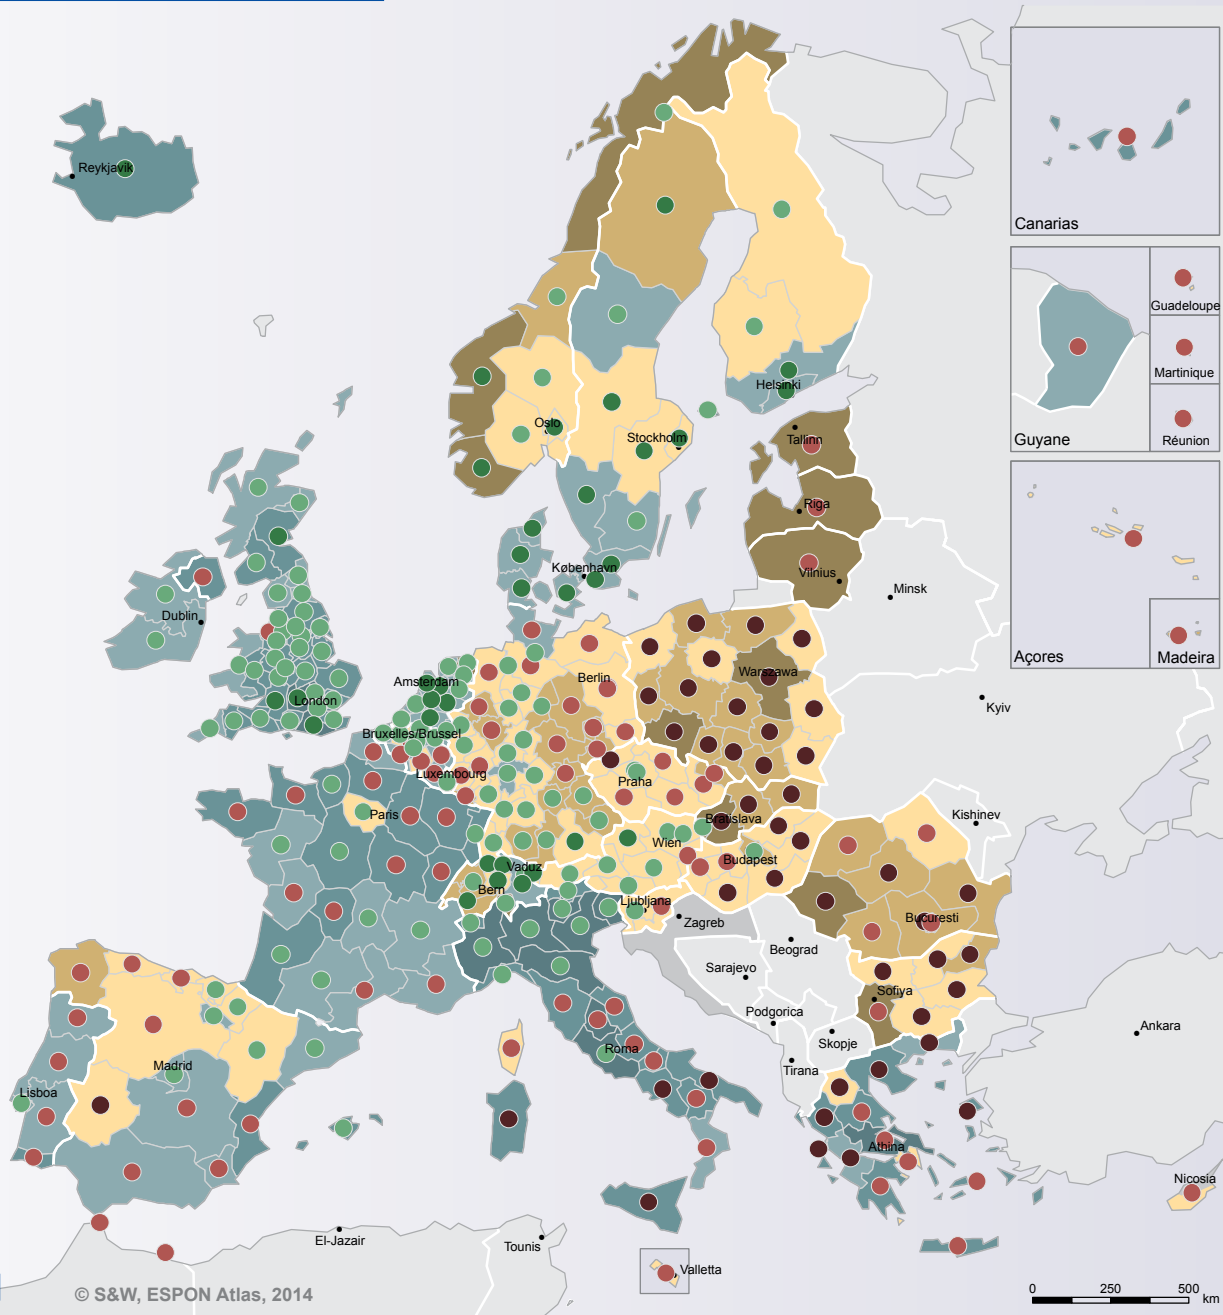 Reykjavik
Canarias
Guadeloupe
Martinique
Guyane
Réunion
Helsinki
Oslo
Stockholm
Tallinn
Riga
København
Vilnius
Minsk
Dublin
Açores
Madeira
Berlin
Warszawa
Amsterdam
London
Kyiv
Bruxelles/Brussel
Luxembourg
Praha
Paris
Bratislava
Kishinev
Wien
Budapest
Vaduz
Bern
Ljubljana
Zagreb
Bucuresti
Beograd
Sarajevo
Sofiya
Podgorica
Ankara
Skopje
Roma
Madrid
Tirana
Lisboa
Athina
Nicosia
El-Jazair
Tounis
Valletta
© S&W, ESPON Atlas, 2014
0 250 500
km